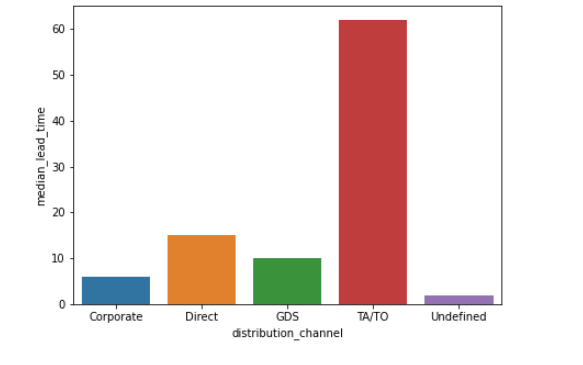 60
50
40
30
20
10
0
median_lead_time
Corporate Direct GDS TA/TO Undefined
distribution_channel